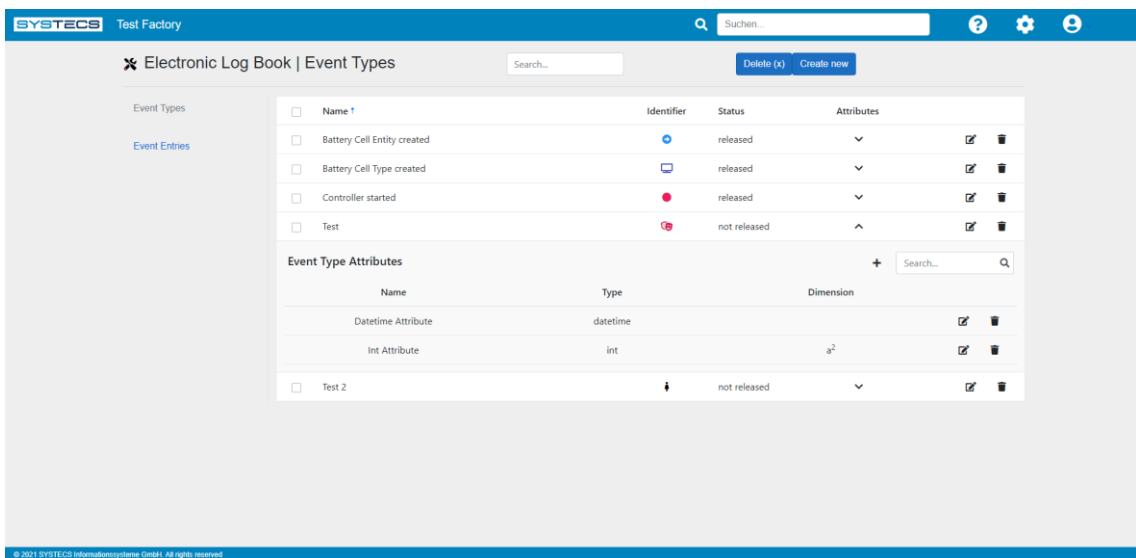 SYSTECS Test Factory Suchen...
Electronic Log Book | Event Types Search... Delete (x) Create new
Event Types
Event Entries
Name ↑ Identifier Status Attributes
Battery Cell Entity created released
Battery Cell Type created released
Controller started released
Test not released
Event Type Attributes + Search...
Name Type Dimension
Datetime Attribute datetime
Int Attribute int a²
Test 2 not released
© 2021 SYSTECS Informationssysteme GmbH. All rights reserved